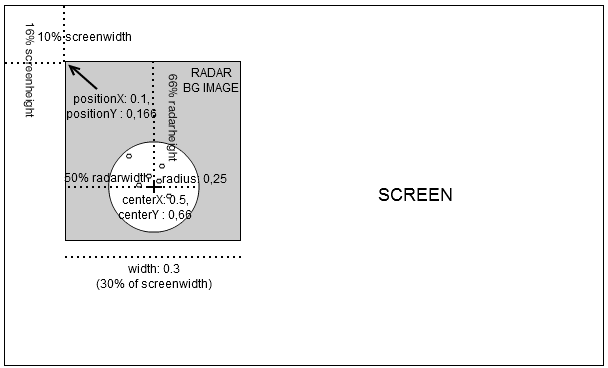 16% screenheight
10% screenwidth
RADAR
BG IMAGE
positionX: 0.1,
positionY : 0,166
66% radarheight
50% radarwidth
radius: 0,25
centerX: 0.5,
centerY : 0,66
SCREEN
width: 0.3
(30% of screenwidth)